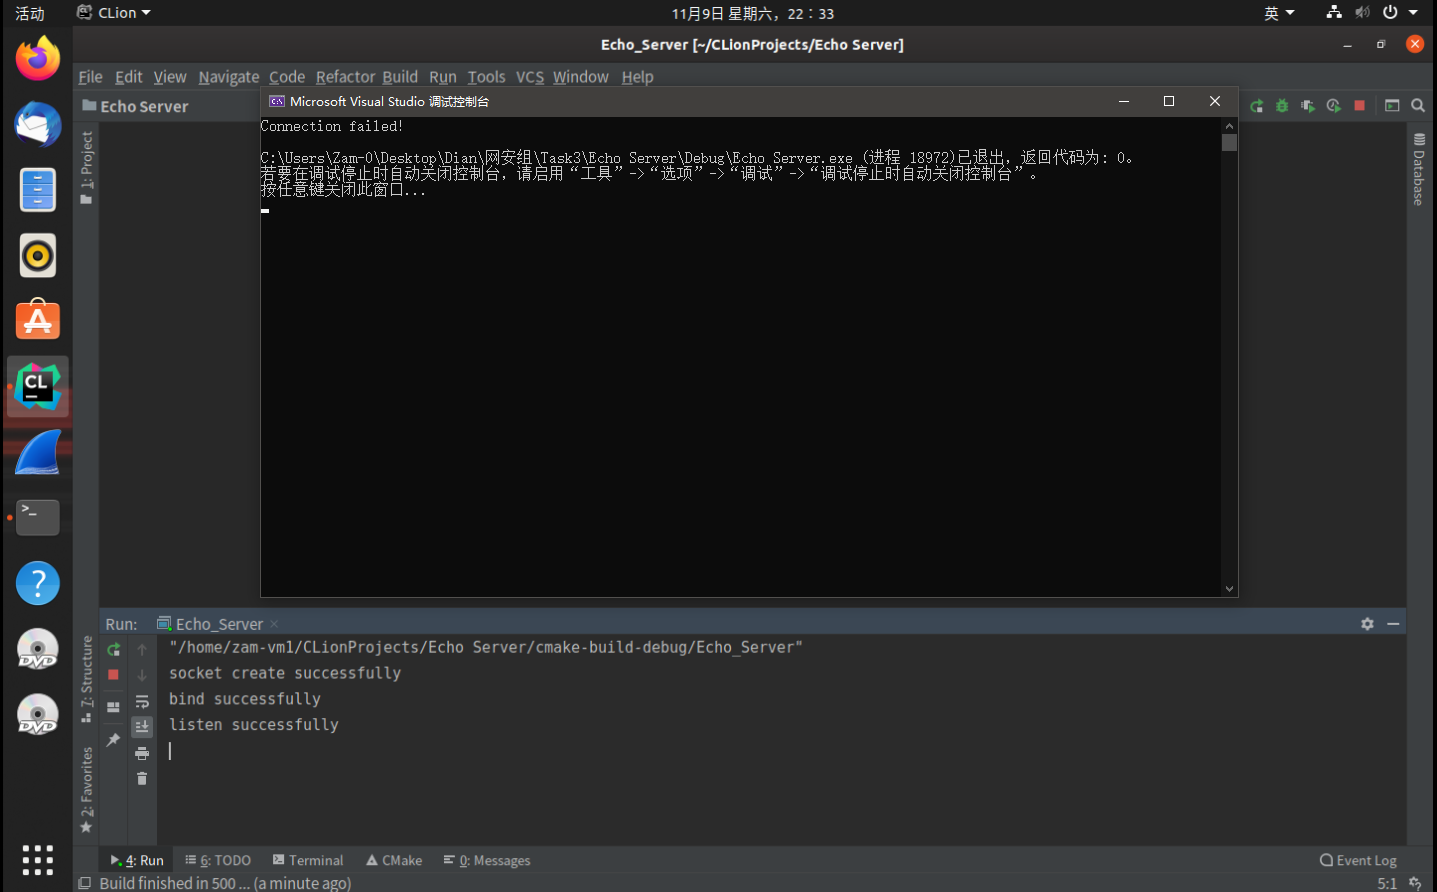 活动
CLion
11月9日 星期六，22：33
英
Echo_Server [~/CLionProjects/Echo Server]
File Edit View Navigate Code Refactor Build Run Tools VCS Window Help
Echo Server
Microsoft Visual Studio 调试控制台
Connection failed!
C:\Users\Zam-0\Desktop\Dian\网安组\Task3\Echo Server\Debug\Echo Server.exe (进程 18972)已退出，返回代码为: 0。
若要在调试停止时自动关闭控制台，请启用“工具”->“选项”->“调试”->“调试停止时自动关闭控制台”。
按任意键关闭此窗口...
1: Project
Database
CL
>_
?
DVD
DVD
7: Structure
2: Favorites
Run: Echo_Server
"/home/zam-vm1/CLionProjects/Echo Server/cmake-build-debug/Echo_Server"
socket create successfully
bind successfully
listen successfully
4: Run 6: TODO Terminal CMake 0: Messages Event Log
Build finished in 500 ... (a minute ago) 5:1